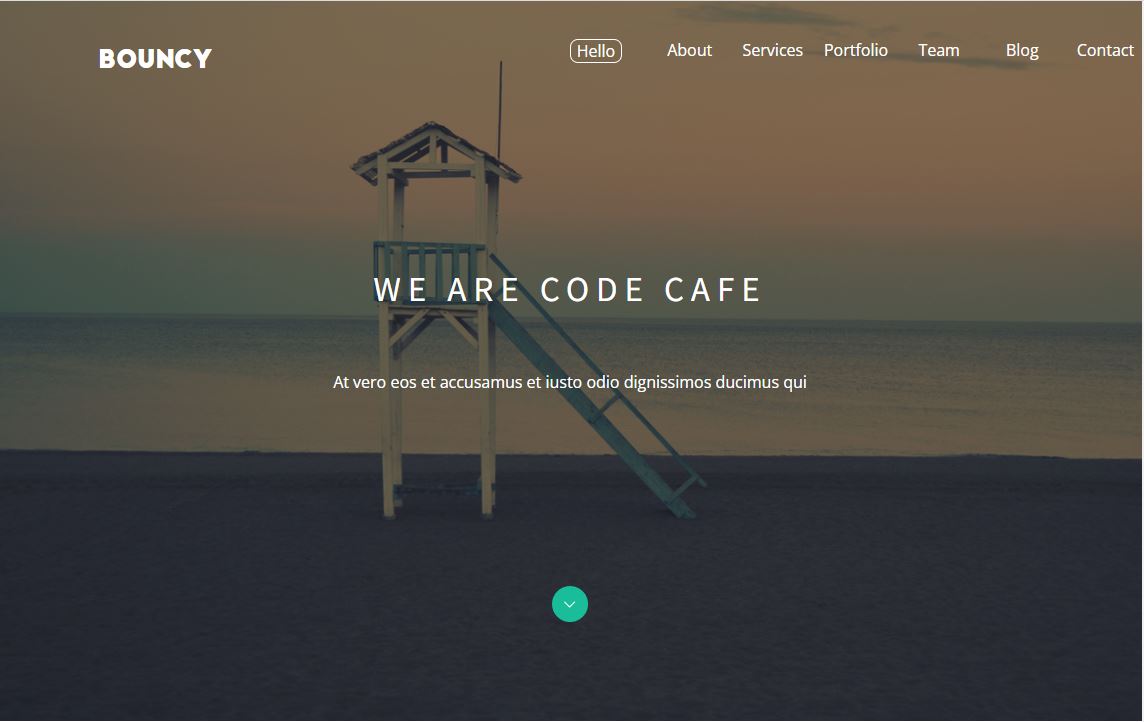 BOUNCY
Hello About Services Portfolio Team Blog Contact
WE ARE CODE CAFE
At vero eos et accusamus et iusto odio dignissimos ducimus qui